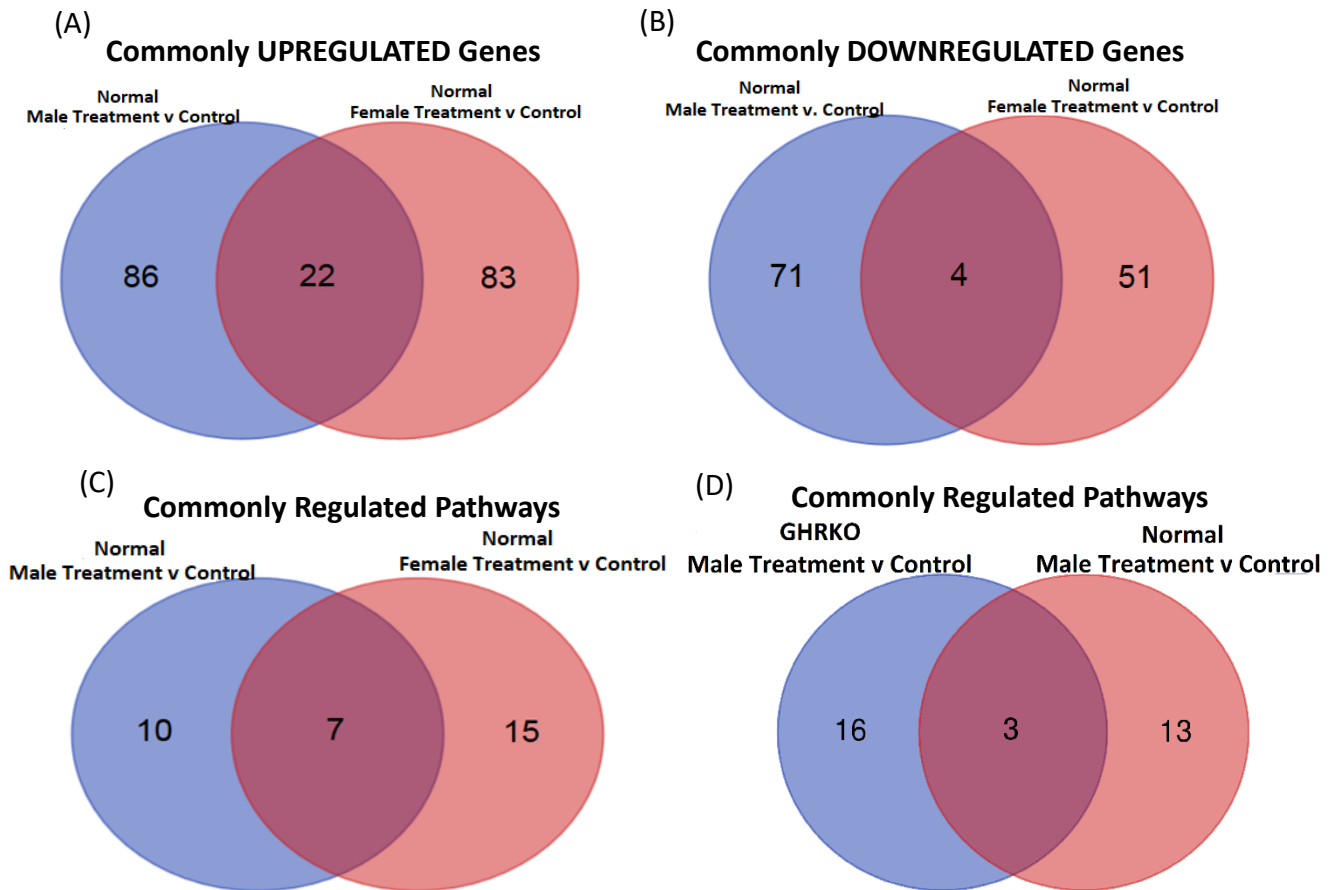 (A)
Commonly UPREGULATED Genes
Normal
Male Treatment v Control
Normal
Female Treatment v Control
86
22
83
(B)
Commonly DOWNREGULATED Genes
Normal
Male Treatment v. Control
Normal
Female Treatment v Control
71
4
51
(C)
Commonly Regulated Pathways
Normal
Male Treatment v Control
Normal
Female Treatment v Control
10
7
15
(D)
Commonly Regulated Pathways
GHRKO
Male Treatment v Control
Normal
Male Treatment v Control
16
3
13